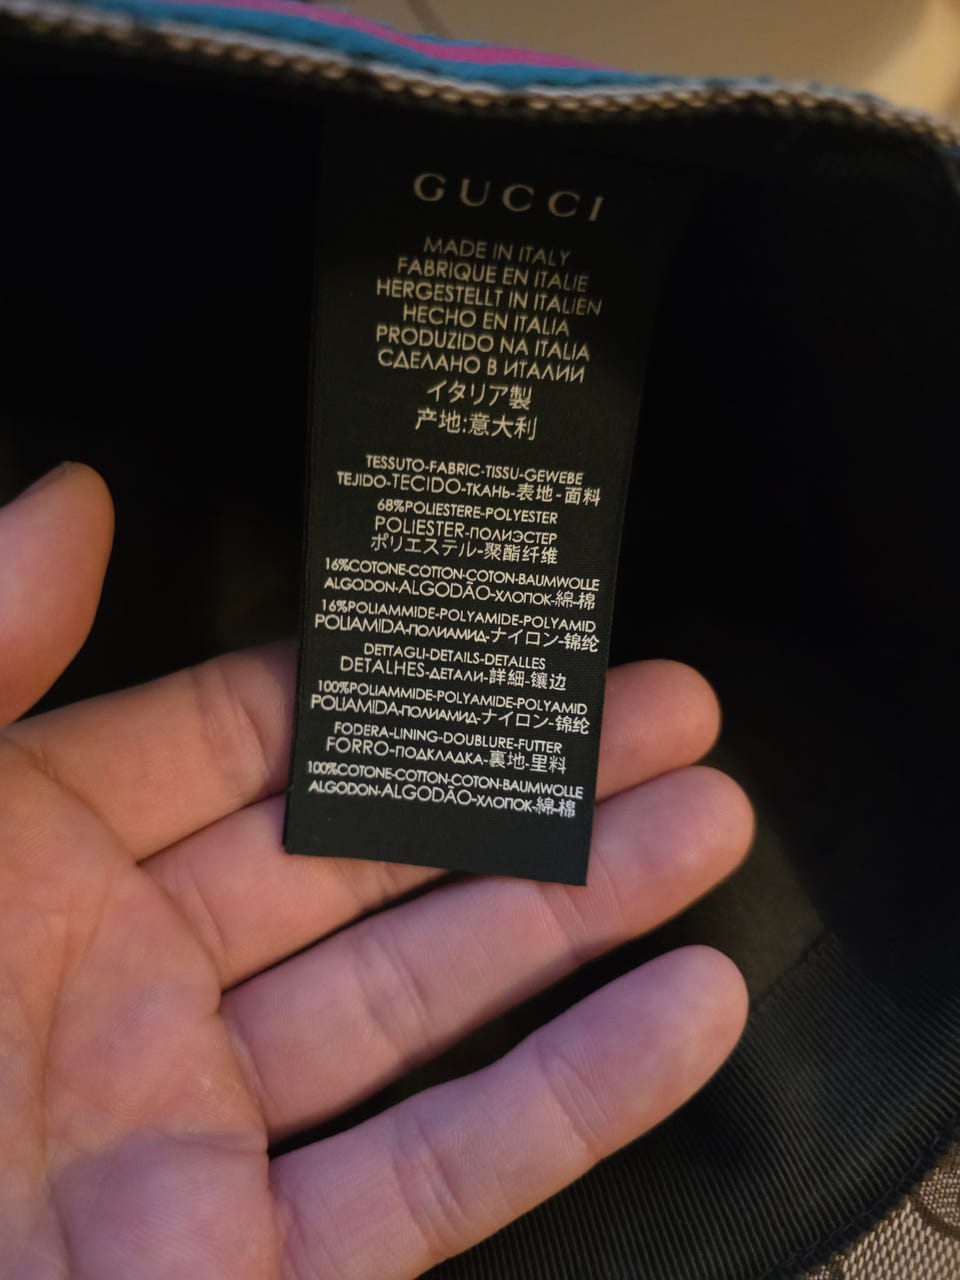 GUCCI
MADE IN ITALY
FABRIQUE EN ITALIE
HERGESTELLT IN ITALIEN
HECHO EN ITALIA
PRODUZIDO NA ITALIA
СДЕЛАНО В ИТАЛИИ
イタリア製
产地:意大利
TESSUTO-FABRIC-TISSU-GEWEBE
TEJIDO-TECIDO-ТКАНЬ-表地-面料
68%POLIESTERE-POLYESTER
POLIESTER-ПОЛИЭСТЕР
ポリエステル-聚酯纤维
16%COTONE-COTTON-COTON-BAUMWOLLE
ALGODON-ALGODÃO-ХЛОПОК-綿-棉
16%POLIAMMIDE-POLYAMIDE-POLYAMID
POLIAMIDA-ПОЛИАМИД-ナイロン-锦纶
DETTAGLI-DETAILS-DETALLES
DETALHES-ДЕТАЛИ-詳細-镶边
100%POLIAMMIDE-POLYAMIDE-POLYAMID
POLIAMIDA-ПОЛИАМИД-ナイロン-锦纶
FODERA-LINING-DOUBLURE-FUTTER
FORRO-ПОДКЛАДКА-裏地-里料
100%COTONE-COTTON-COTON-BAUMWOLLE
ALGODON-ALGODÃO-ХЛОПОК-綿-棉